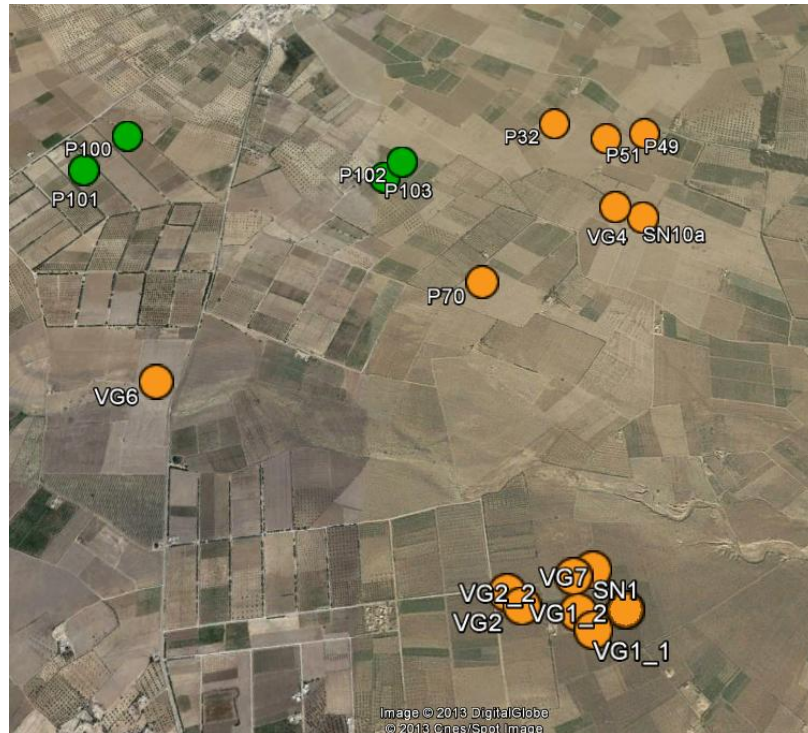 P32
P51
P49
P100
P101
P102
P103
VG4
SN10a
P70
VG6
VG7
VG2_2
SN1
VG2
VG1_2
VG1_1
Image © 2013 DigitalGlobe
© 2013 Cnes/Spot Image